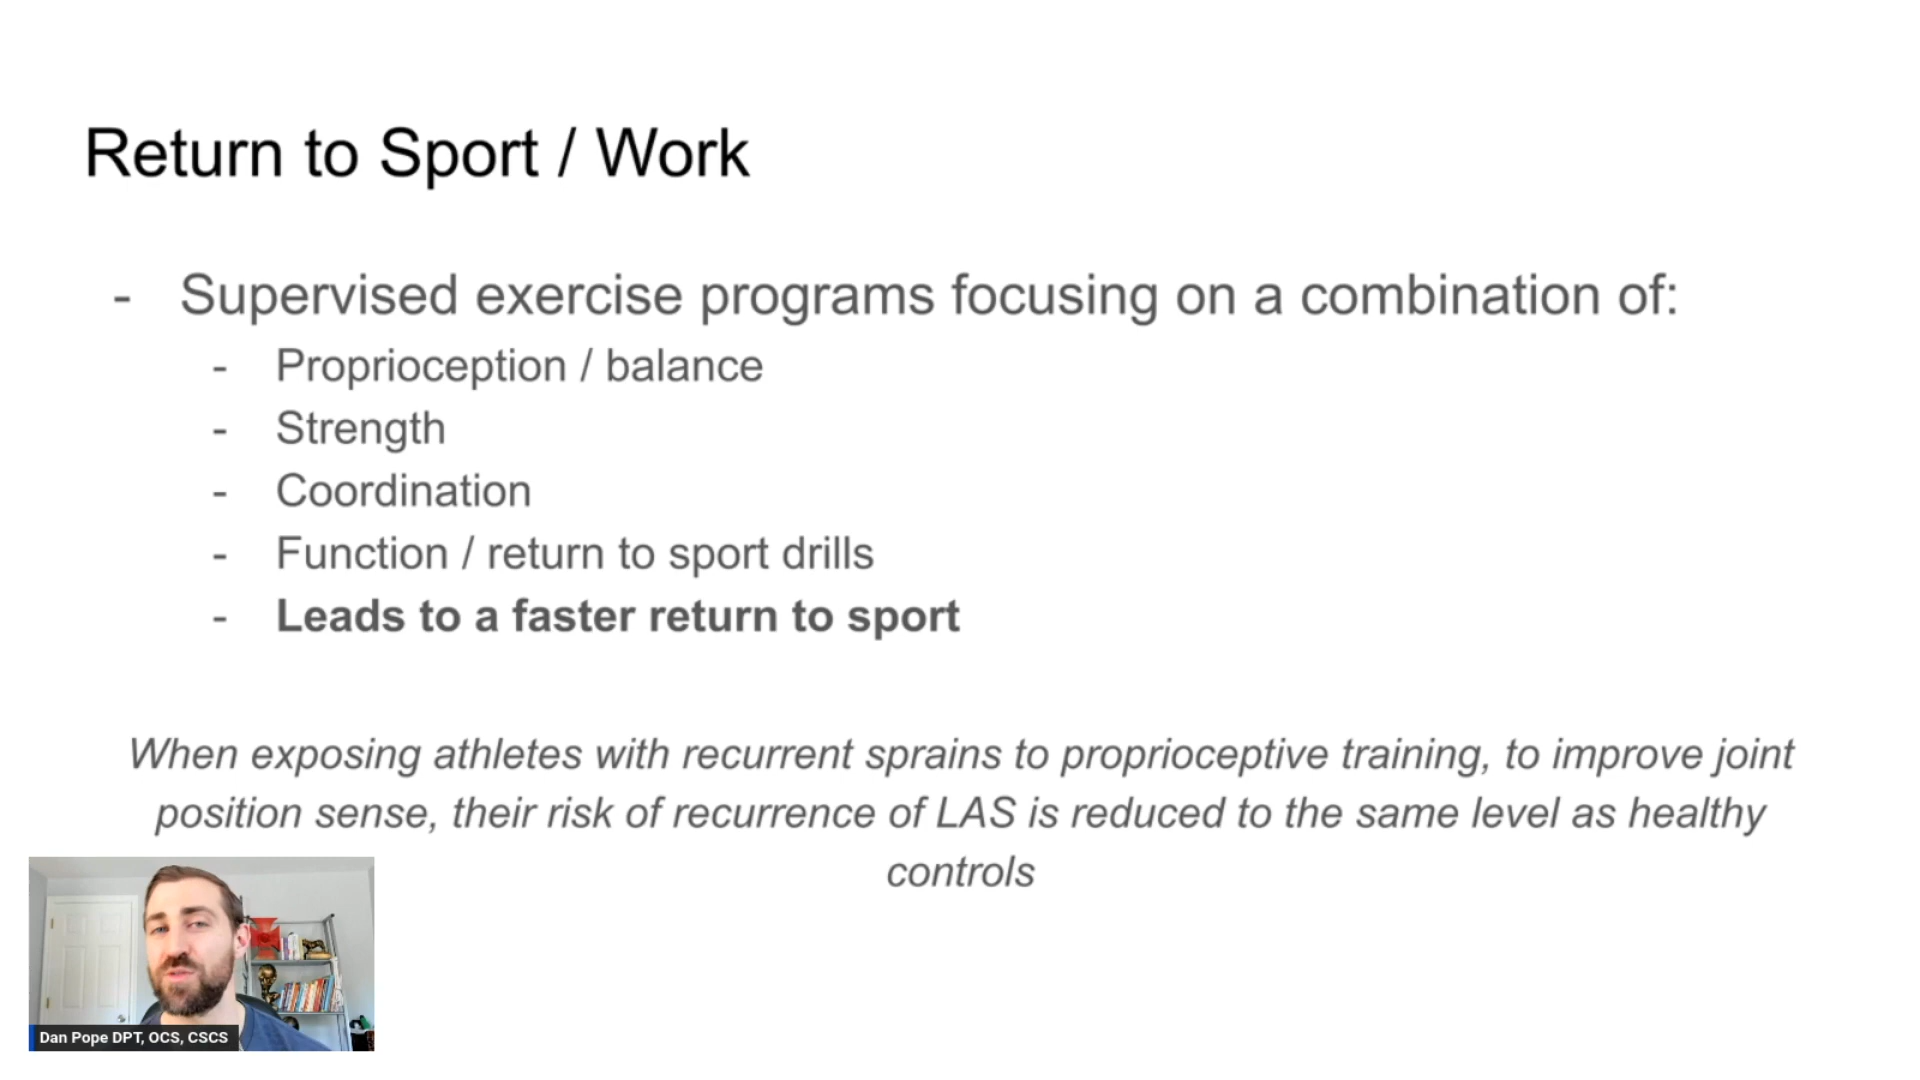 Return to Sport / Work
- Supervised exercise programs focusing on a combination of:
- Proprioception / balance
- Strength
- Coordination
- Function / return to sport drills
- Leads to a faster return to sport
When exposing athletes with recurrent sprains to proprioceptive training, to improve joint
position sense, their risk of recurrence of LAS is reduced to the same level as healthy
controls
Dan Pope DPT, OCS, CSCS